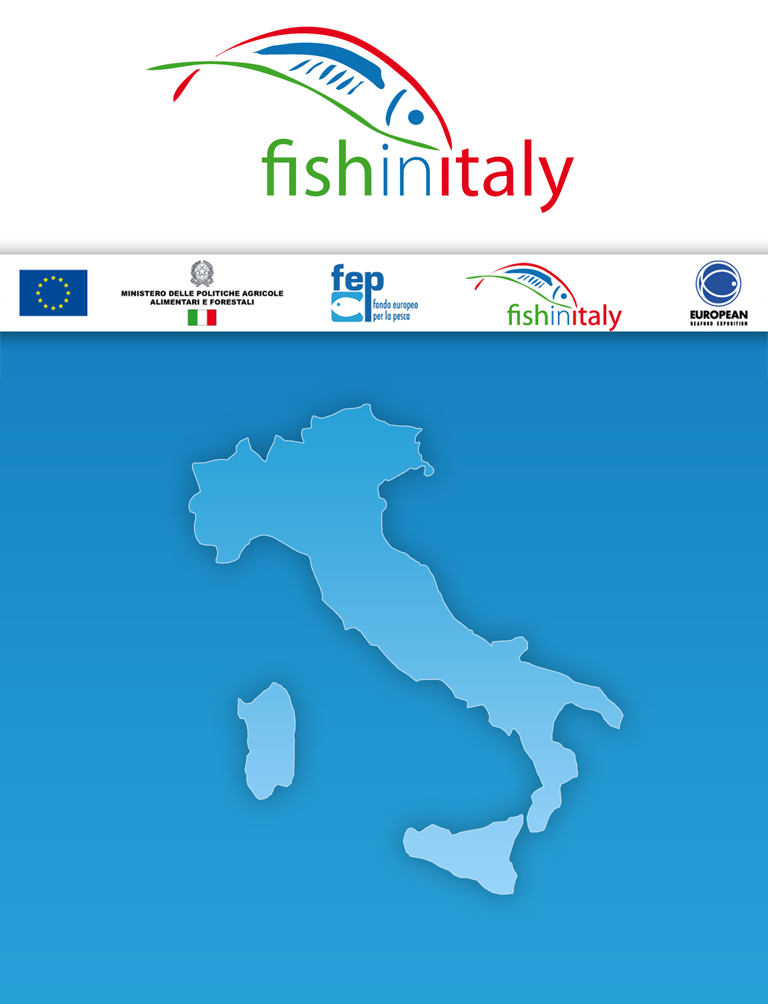 fishinitaly
MINISTERO DELLE POLITICHE AGRICOLE
ALIMENTARI E FORESTALI
fep
fondo europeo
per la pesca
fishinitaly
EUROPEAN
SEAFOOD EXPOSITION